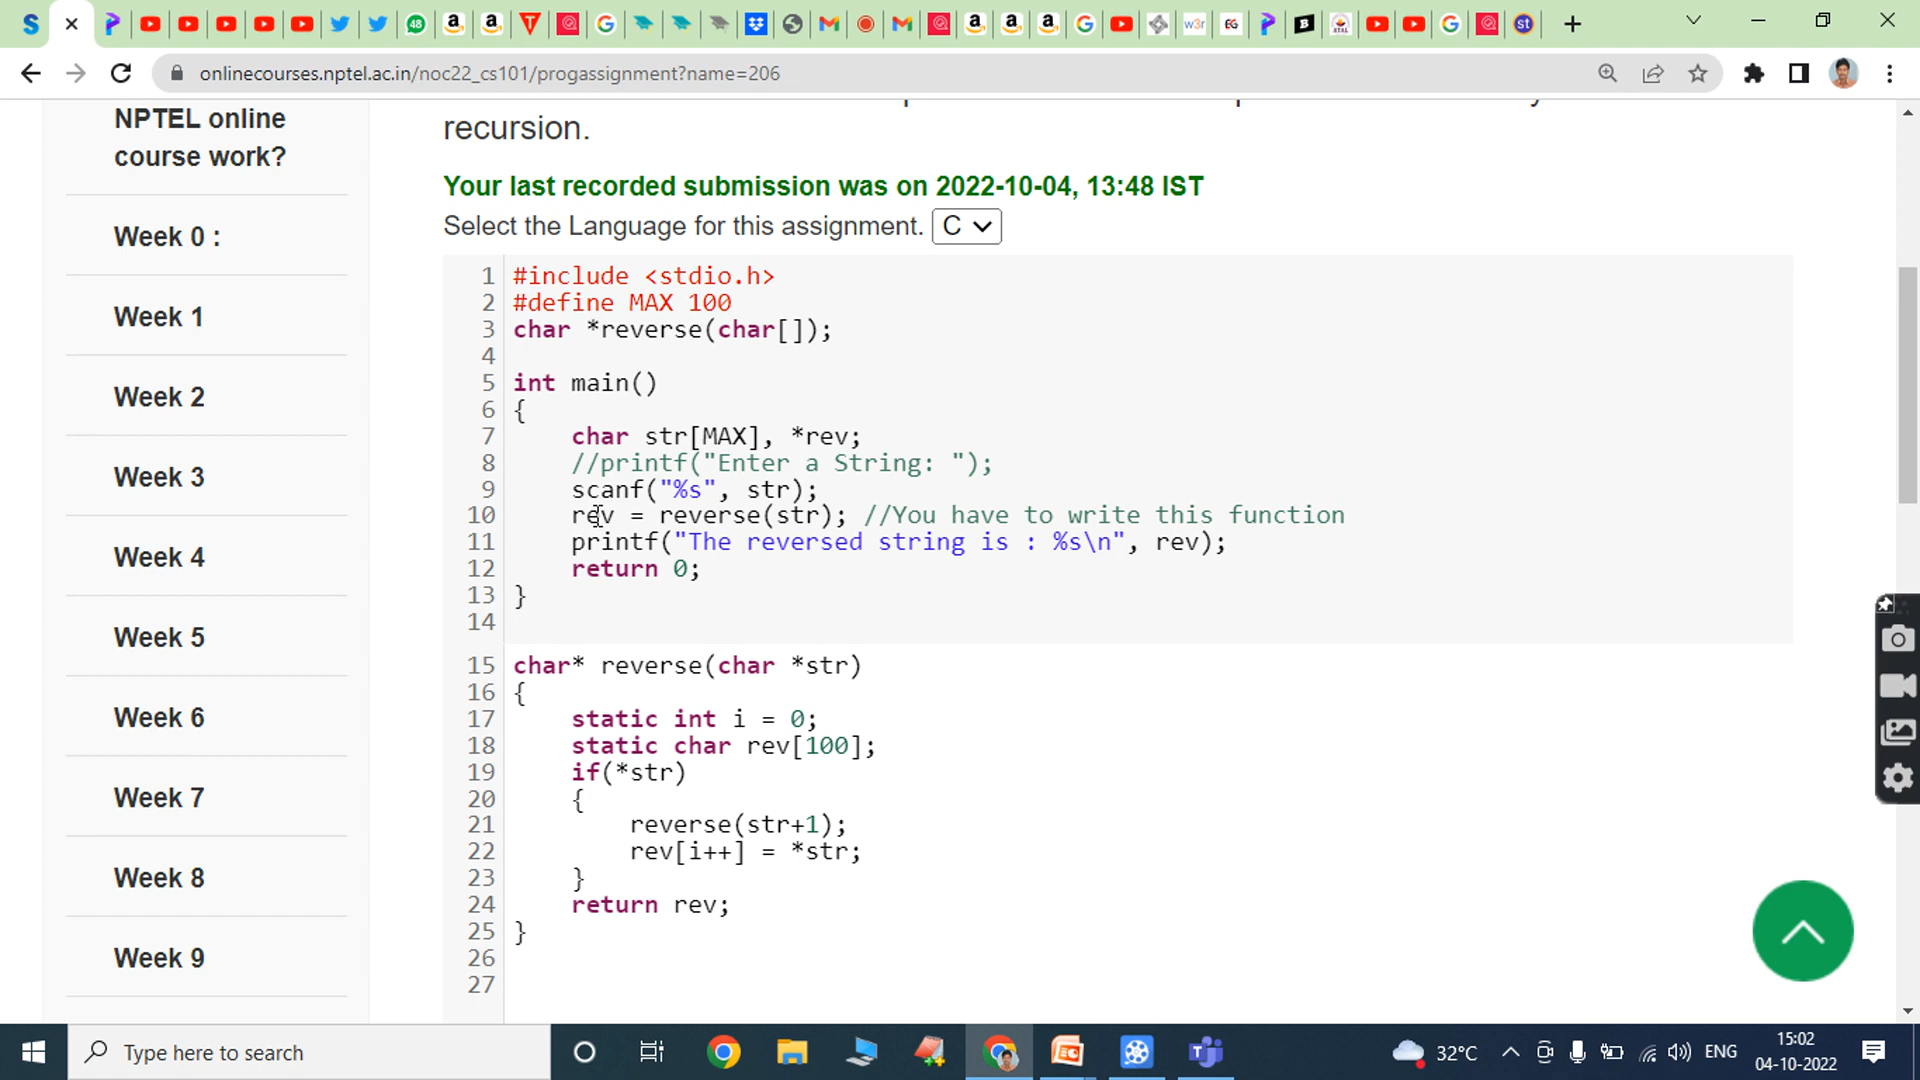 onlinecourses.nptel.ac.in/noc22_cs101/progassignment?name=206
NPTEL online
course work?
Week 0 :
Week 1
Week 2
Week 3
Week 4
Week 5
Week 6
Week 7
Week 8
Week 9
recursion.
Your last recorded submission was on 2022-10-04, 13:48 IST
Select the Language for this assignment. C
1 #include <stdio.h>
2 #define MAX 100
3 char *reverse(char[]);
4
5 int main()
6 {
7 char str[MAX], *rev;
8 //printf("Enter a String: ");
9 scanf("%s", str);
10 rev = reverse(str); //You have to write this function
11 printf("The reversed string is : %s\n", rev);
12 return 0;
13 }
14
15 char* reverse(char *str)
16 {
17 static int i = 0;
18 static char rev[100];
19 if(*str)
20 {
21 reverse(str+1);
22 rev[i++] = *str;
23 }
24 return rev;
25 }
26
27
Type here to search
32°C
ENG
15:02
04-10-2022